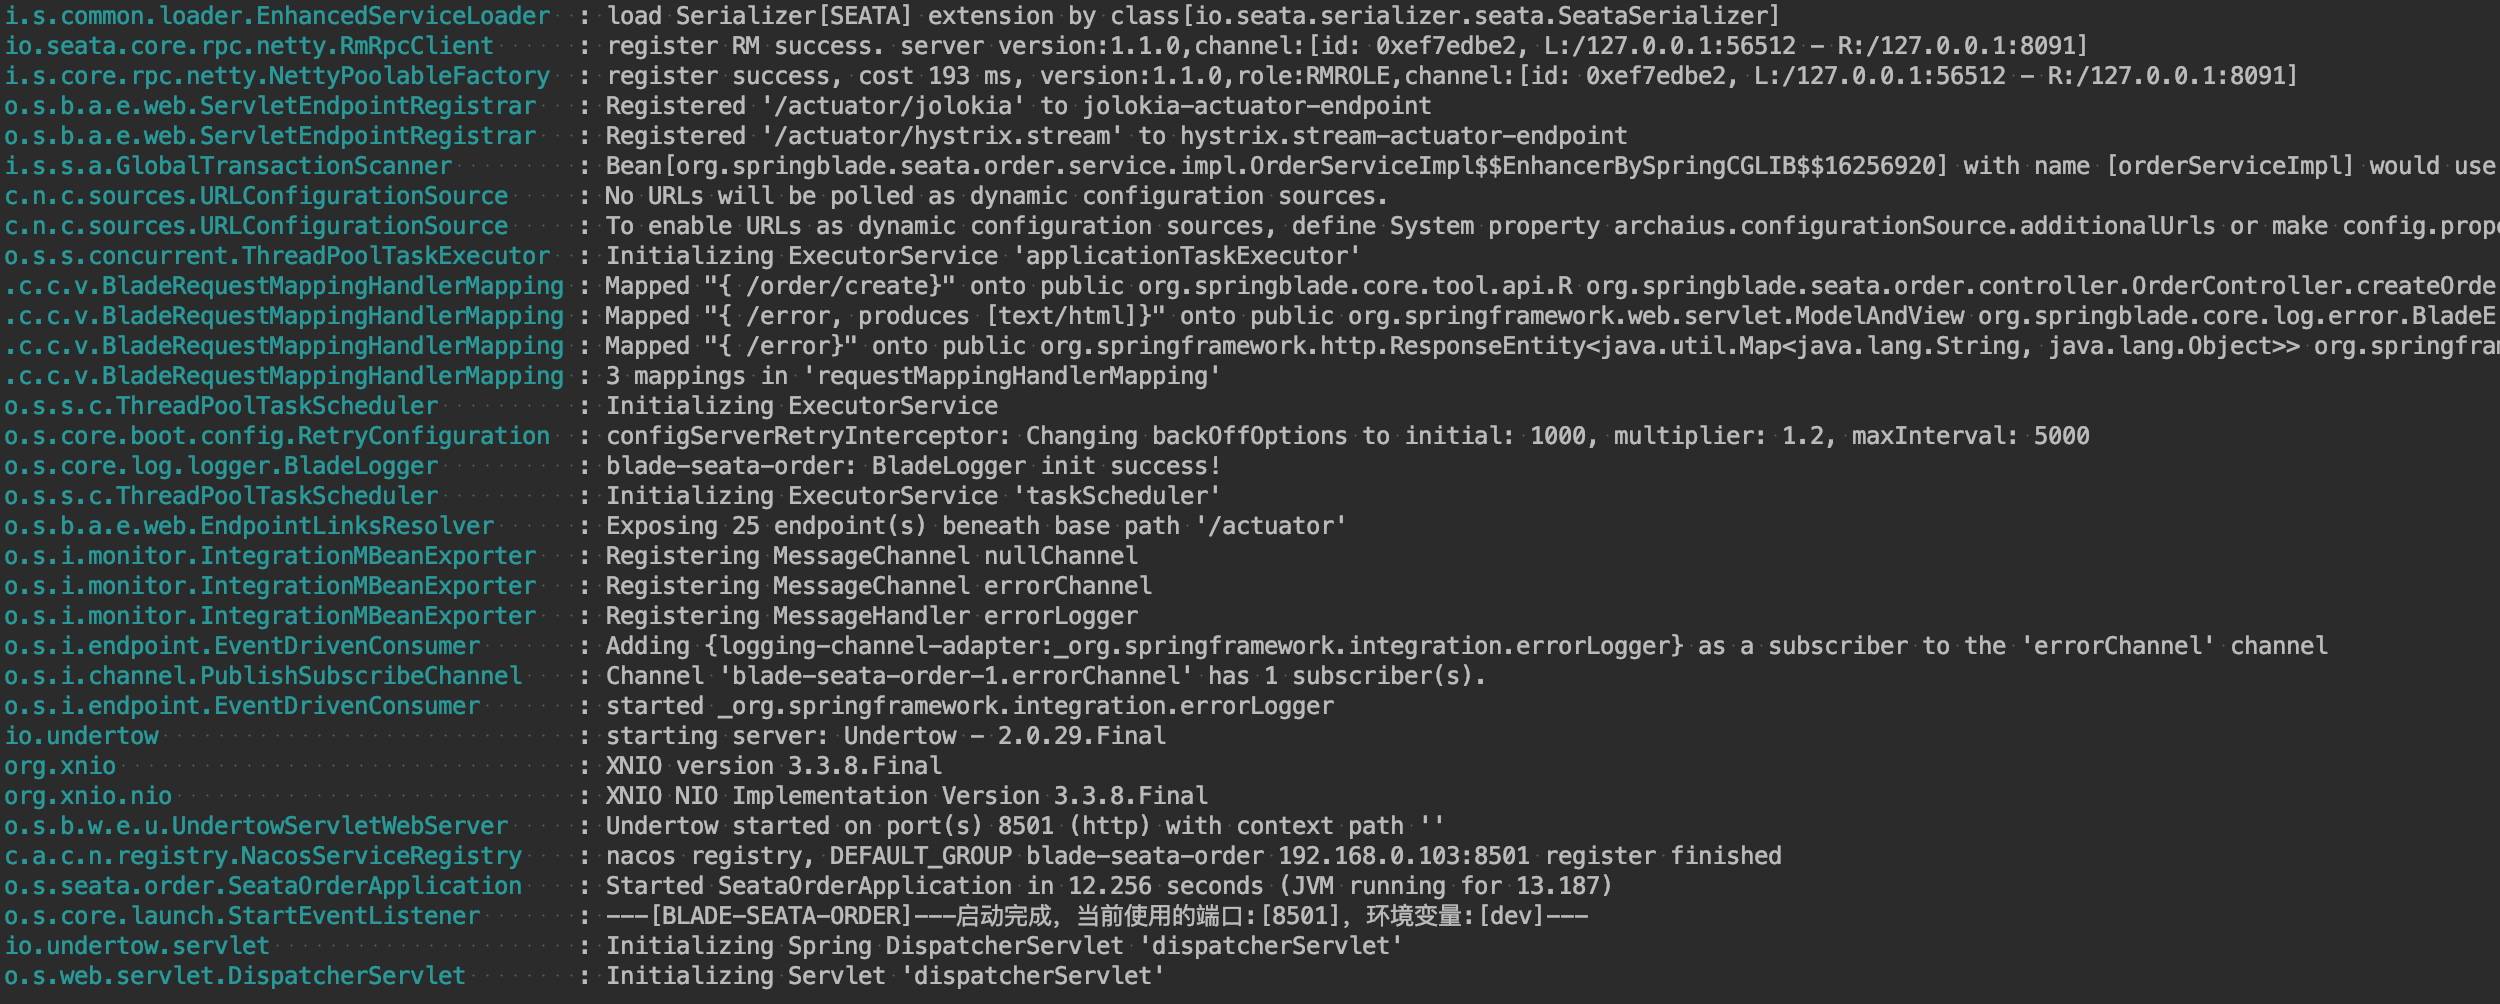 i.s.common.loader.EnhancedServiceLoader : load Serializer[SEATA] extension by class[io.seata.serializer.seata.SeataSerializer]
io.seata.core.rpc.netty.RmRpcClient : register RM success. server version:1.1.0,channel:[id: 0xef7edbe2, L:/127.0.0.1:56512 - R:/127.0.0.1:8091]
i.s.core.rpc.netty.NettyPoolableFactory : register success, cost 193 ms, version:1.1.0,role:RMROLE,channel:[id: 0xef7edbe2, L:/127.0.0.1:56512 - R:/127.0.0.1:8091]
o.s.b.a.e.web.ServletEndpointRegistrar : Registered '/actuator/jolokia' to jolokia-actuator-endpoint
o.s.b.a.e.web.ServletEndpointRegistrar : Registered '/actuator/hystrix.stream' to hystrix.stream-actuator-endpoint
i.s.s.a.GlobalTransactionScanner : Bean[org.springblade.seata.order.service.impl.OrderServiceImpl$$EnhancerBySpringCGLIB$$16256920] with name [orderServiceImpl] would use
c.n.c.sources.URLConfigurationSource : No URLs will be polled as dynamic configuration sources.
c.n.c.sources.URLConfigurationSource : To enable URLs as dynamic configuration sources, define System property archaius.configurationSource.additionalUrls or make config.prope
o.s.s.concurrent.ThreadPoolTaskExecutor : Initializing ExecutorService 'applicationTaskExecutor'
.c.c.v.BladeRequestMappingHandlerMapping : Mapped "{ /order/create}" onto public org.springblade.core.tool.api.R org.springblade.seata.order.controller.OrderController.createOrde
.c.c.v.BladeRequestMappingHandlerMapping : Mapped "{ /error, produces [text/html]}" onto public org.springframework.web.servlet.ModelAndView org.springblade.core.log.error.BladeE
.c.c.v.BladeRequestMappingHandlerMapping : Mapped "{ /error}" onto public org.springframework.http.ResponseEntity<java.util.Map<java.lang.String, java.lang.Object>> org.springfram
.c.c.v.BladeRequestMappingHandlerMapping : 3 mappings in 'requestMappingHandlerMapping'
o.s.s.c.ThreadPoolTaskScheduler : Initializing ExecutorService
o.s.core.boot.config.RetryConfiguration : configServerRetryInterceptor: Changing backOffOptions to initial: 1000, multiplier: 1.2, maxInterval: 5000
o.s.core.log.logger.BladeLogger : blade-seata-order: BladeLogger init success!
o.s.s.c.ThreadPoolTaskScheduler : Initializing ExecutorService 'taskScheduler'
o.s.b.a.e.web.EndpointLinksResolver : Exposing 25 endpoint(s) beneath base path '/actuator'
o.s.i.monitor.IntegrationMBeanExporter : Registering MessageChannel nullChannel
o.s.i.monitor.IntegrationMBeanExporter : Registering MessageChannel errorChannel
o.s.i.monitor.IntegrationMBeanExporter : Registering MessageHandler errorLogger
o.s.i.endpoint.EventDrivenConsumer : Adding {logging-channel-adapter:_org.springframework.integration.errorLogger} as a subscriber to the 'errorChannel' channel
o.s.i.channel.PublishSubscribeChannel : Channel 'blade-seata-order-1.errorChannel' has 1 subscriber(s).
o.s.i.endpoint.EventDrivenConsumer : started _org.springframework.integration.errorLogger
io.undertow : starting server: Undertow - 2.0.29.Final
org.xnio : XNIO version 3.3.8.Final
org.xnio.nio : XNIO NIO Implementation Version 3.3.8.Final
o.s.b.w.e.u.UndertowServletWebServer : Undertow started on port(s) 8501 (http) with context path ''
c.a.c.n.registry.NacosServiceRegistry : nacos registry, DEFAULT_GROUP blade-seata-order 192.168.0.103:8501 register finished
o.s.seata.order.SeataOrderApplication : Started SeataOrderApplication in 12.256 seconds (JVM running for 13.187)
o.s.core.launch.StartEventListener : ---[BLADE-SEATA-ORDER]---启动完成，当前使用的端口:[8501]，环境变量:[dev]---
io.undertow.servlet : Initializing Spring DispatcherServlet 'dispatcherServlet'
o.s.web.servlet.DispatcherServlet : Initializing Servlet 'dispatcherServlet'